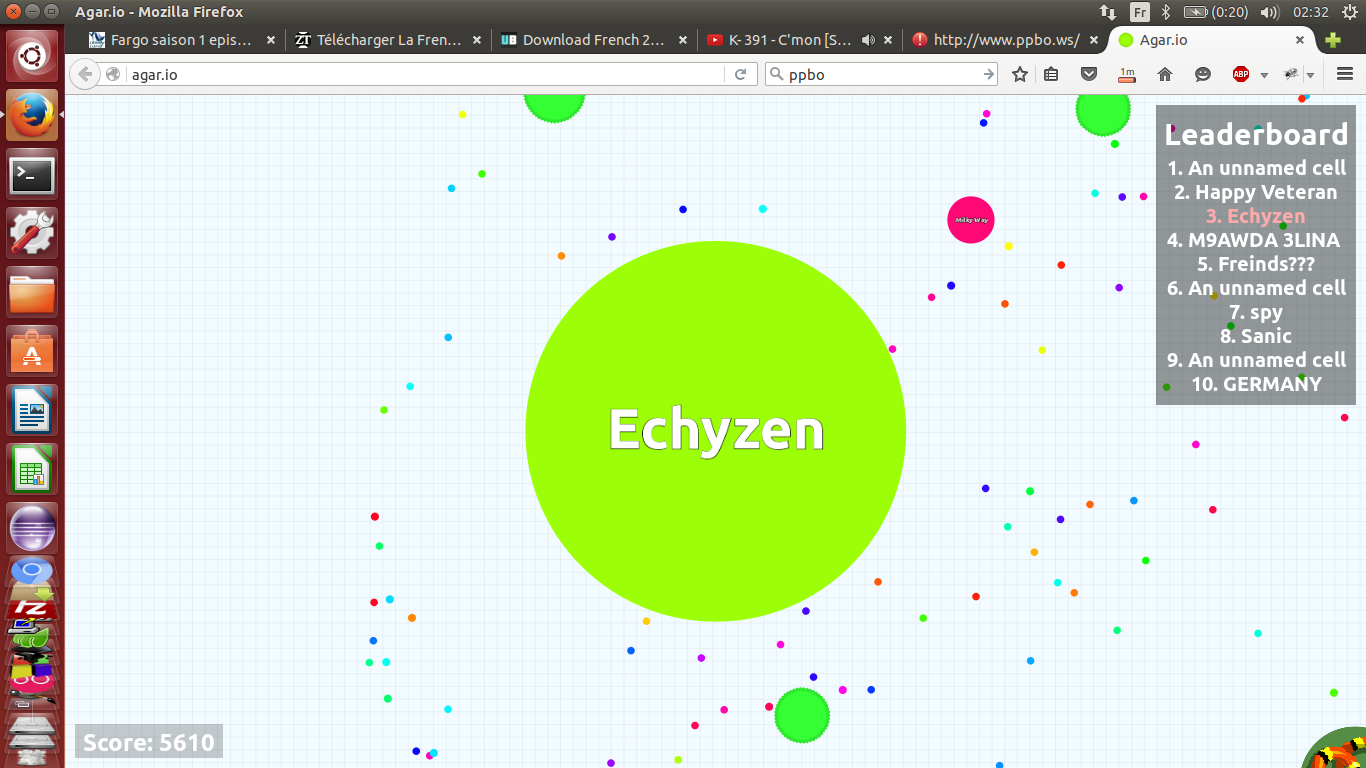 Agar.io - Mozilla Firefox
Fr
(0:20)
02:32
Fargo saison 1 epis...
Télécharger La Fren...
Download French 2...
K-391 - C'mon [S...
http://www.ppbo.ws/
Agar.io
agar.io
ppbo
1m
ABP
Leaderboard
1. An unnamed cell
2. Happy Veteran
3. Echyzen
4. M9AWDA 3LINA
5. Freinds???
6. An unnamed cell
7. spy
8. Sanic
9. An unnamed cell
10. GERMANY
Milky Way
Echyzen
Score: 5610